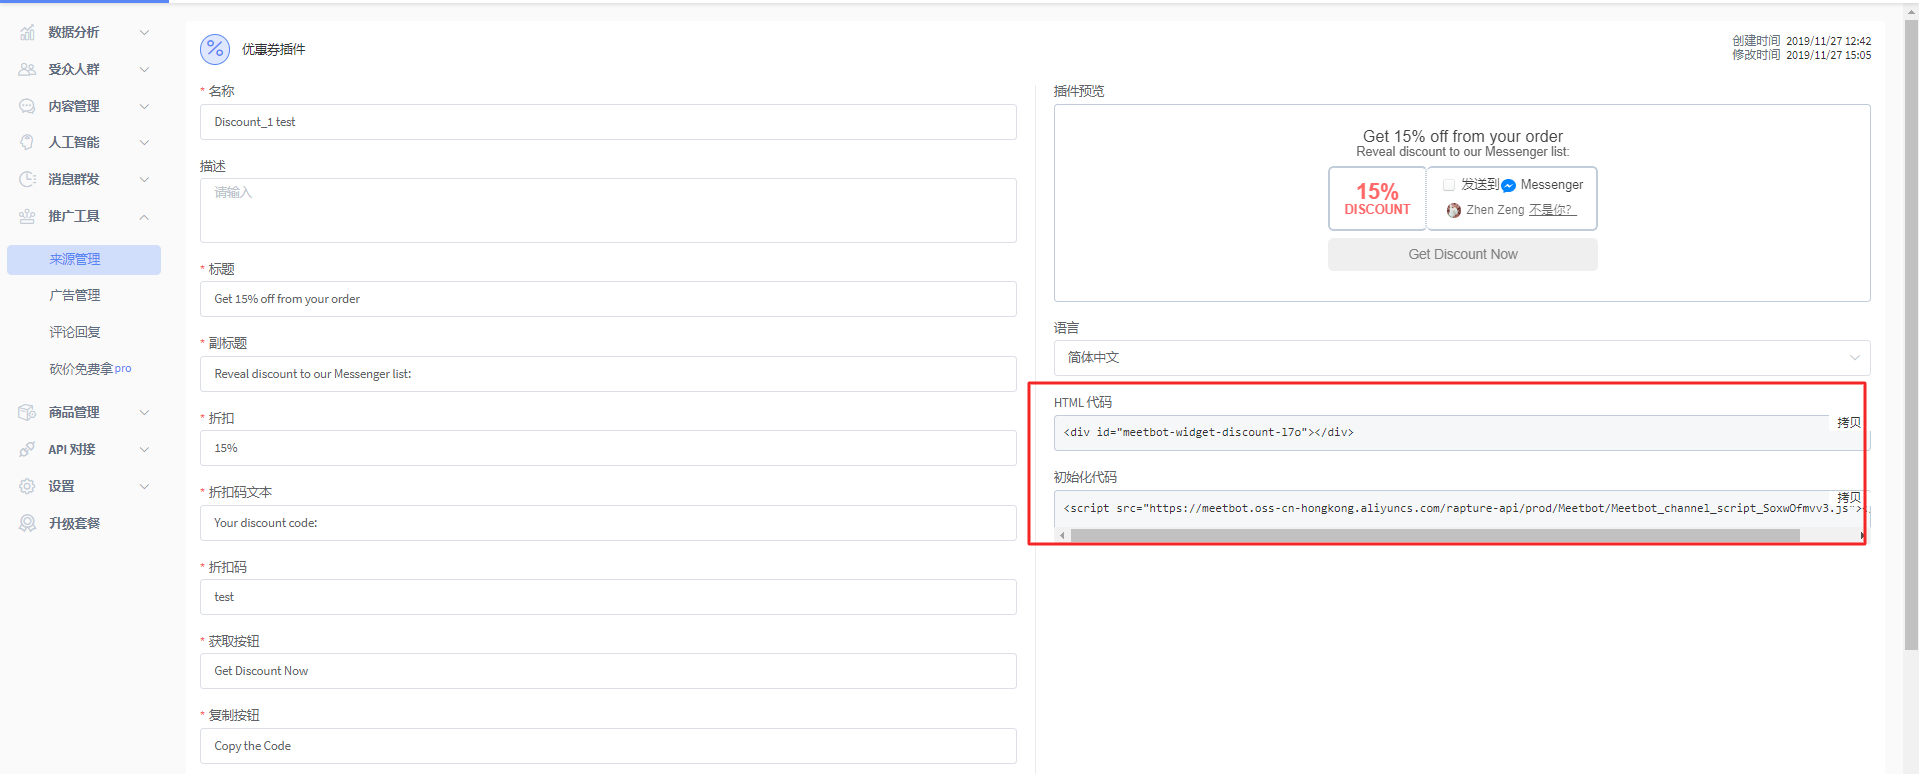 数据分析
受众人群
内容管理
人工智能
消息群发
推广工具
来源管理
广告管理
评论回复
砍价免费拿pro
商品管理
API 对接
设置
升级套餐
优惠券插件
创建时间 2019/11/27 12:42
修改时间 2019/11/27 15:05
* 名称
Discount_1 test
描述
请输入
* 标题
Get 15% off from your order
* 副标题
Reveal discount to our Messenger list:
* 折扣
15%
* 折扣码文本
Your discount code:
* 折扣码
test
* 获取按钮
Get Discount Now
* 复制按钮
Copy the Code
插件预览
Get 15% off from your order
Reveal discount to our Messenger list:
15%
DISCOUNT
发送到 Messenger
Zhen Zeng 不是你？
Get Discount Now
语言
简体中文
HTML 代码
拷贝
<div id="meetbot-widget-discount-l7o"></div>
初始化代码
拷贝
<script src="https://meetbot.oss-cn-hongkong.aliyuncs.com/rapture-api/prod/Meetbot/Meetbot_channel_script_SoxwOfmvv3.js">